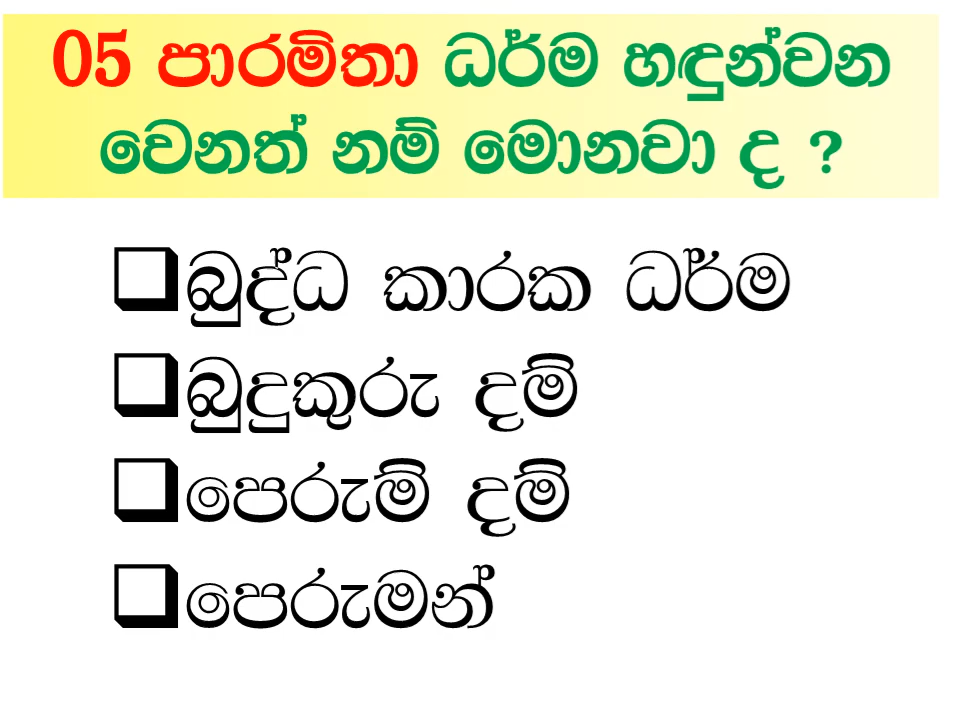 05 පාරමිතා ධර්ම හඳුන්වන
වෙනත් නම් මොනවා ද ?
❑බුද්ධ කාරක ධර්ම
❑බුදුකුරු දම්
❑පෙරුම් දම්
❑පෙරුමන්